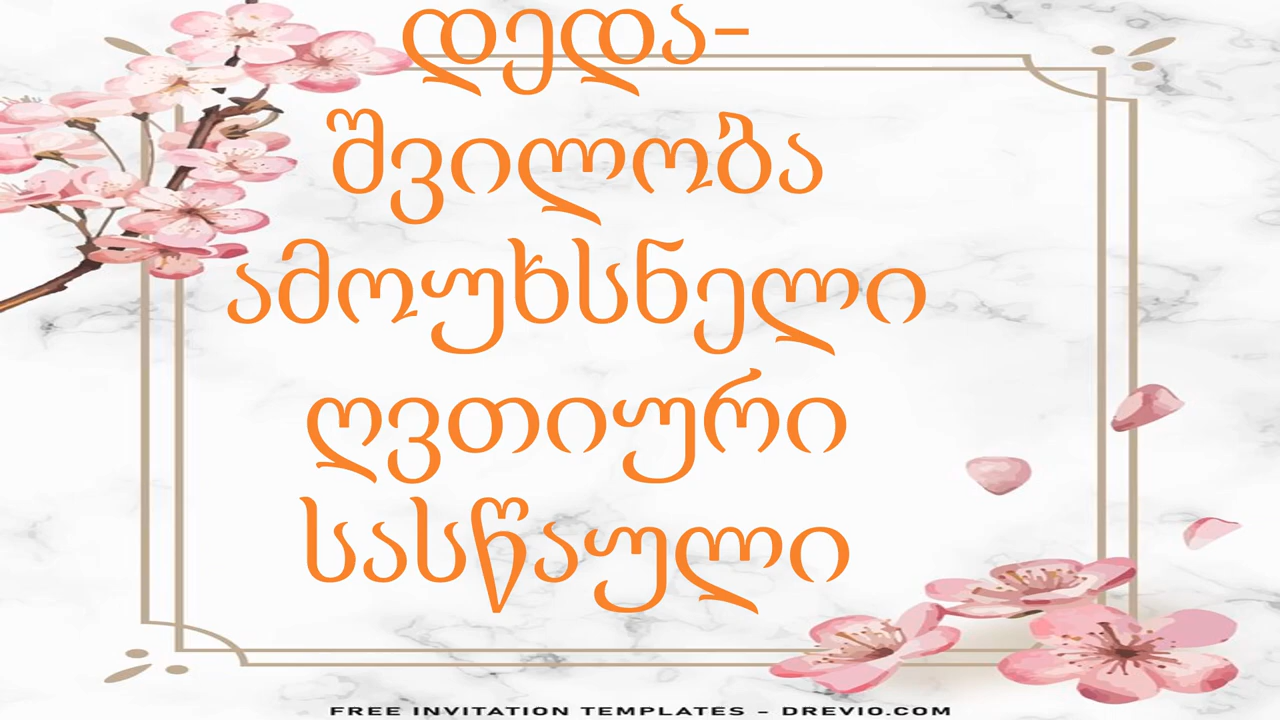 დედა-
შვილობა
ამოუხსნელი
ღვთიური
სასწაული
FREE INVITATION TEMPLATES - DREVIO.COM